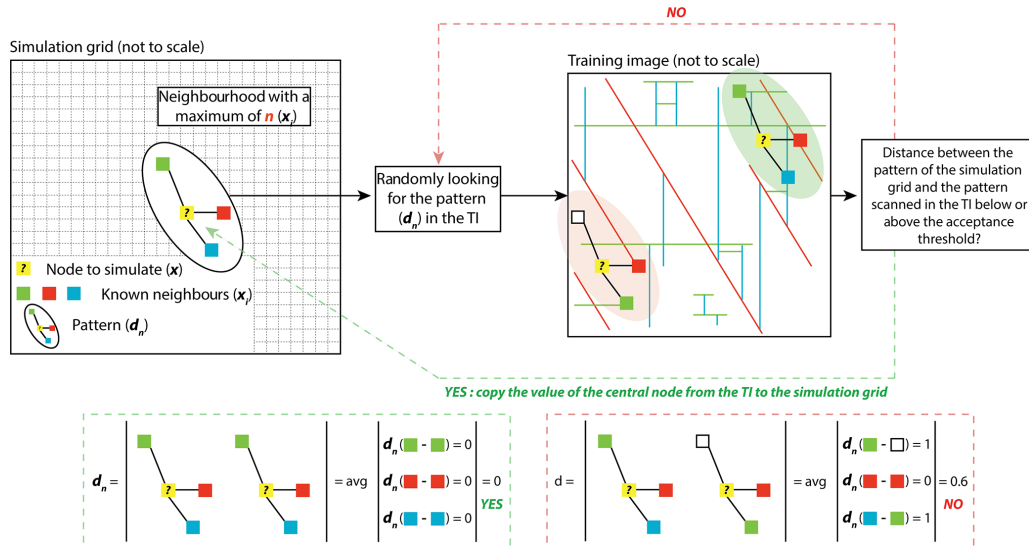 NO
Simulation grid (not to scale)
Neighbourhood with a
maximum of n (xi)
?
? Node to simulate (x)
Known neighbours (xi)
Pattern (dn)
Randomly looking
for the pattern
(dn) in the TI
Training image (not to scale)
?
?
Distance between the
pattern of the simulation
grid and the pattern
scanned in the TI below or
above the acceptance
threshold?
YES : copy the value of the central node from the TI to the simulation grid
dn =
?
?
= avg
dn ( - ) = 0
dn ( - ) = 0
dn ( - ) = 0
= 0
YES
d =
?
?
= avg
dn ( - ) = 1
dn ( - ) = 0
dn ( - ) = 1
= 0.6
NO